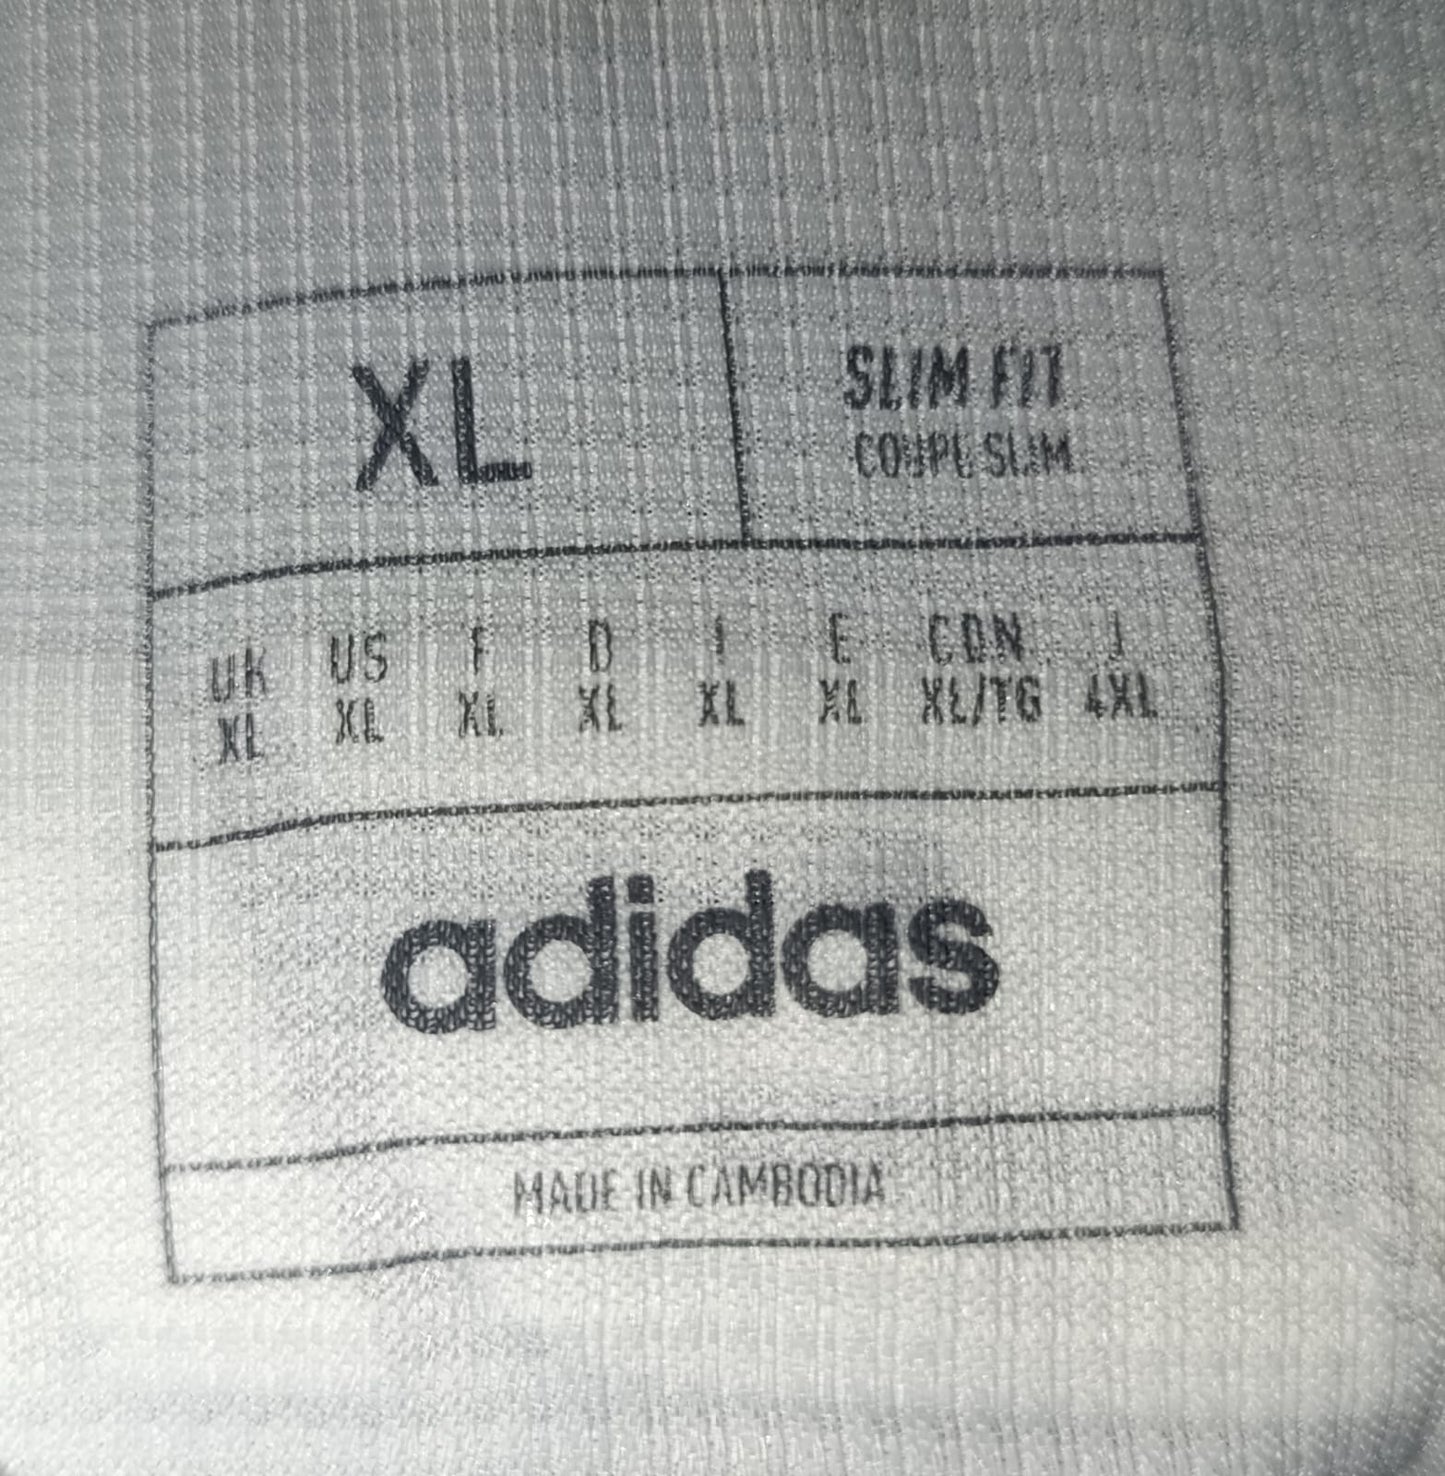 XL
SLIM FIT
COUPE SLIM
UK US F D I E CDN J
XL XL XL XL XL XL XL/TG 4XL
adidas
MADE IN CAMBODIA